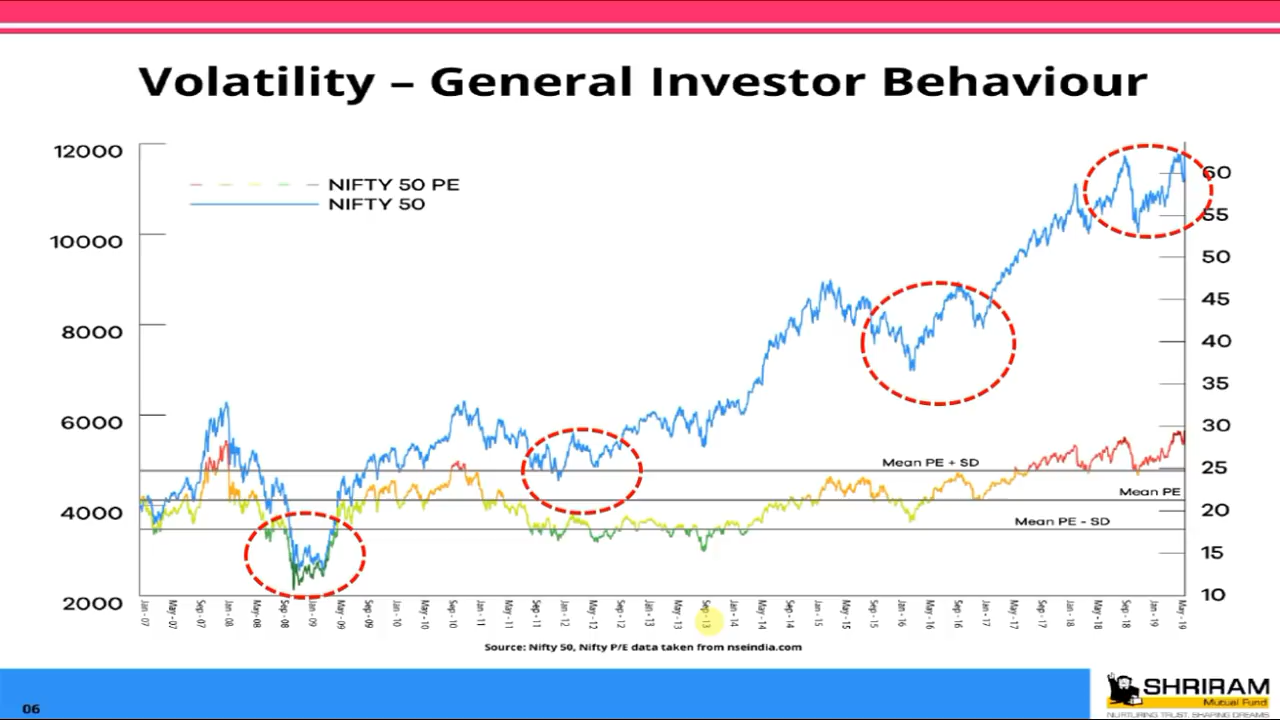 Volatility – General Investor Behaviour
12000
10000
8000
6000
4000
2000
NIFTY 50 PE
NIFTY 50
60
55
50
45
40
35
30
25
20
15
10
Mean PE + SD
Mean PE
Mean PE - SD
Jan - 07
May - 07
Sep - 07
Jan - 08
May - 08
Sep - 08
Jan - 09
May - 09
Sep - 09
Jan - 10
May - 10
Sep - 10
Jan - 11
May - 11
Sep - 11
Jan - 12
May - 12
Sep - 12
Jan - 13
May - 13
Sep - 13
Jan - 14
May - 14
Sep - 14
Jan - 15
May - 15
Sep - 15
Jan - 16
May - 16
Sep - 16
Jan - 17
May - 17
Sep - 17
Jan - 18
May - 18
Sep - 18
Jan - 19
May - 19
Source: Nifty 50, Nifty P/E data taken from nseindia.com
06
SHRIRAM
Mutual Fund
NURTURING TRUST. SHARING DREAMS.